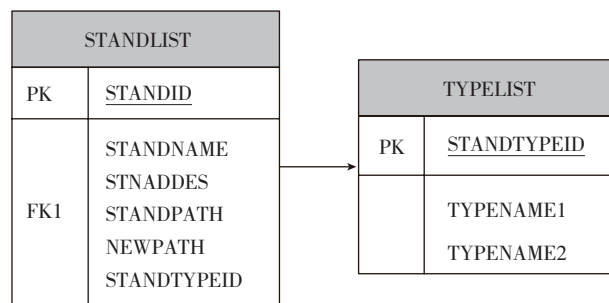 STANDLIST
PK STANDID
STANDNAME
STNADDES
FK1 STANDPATH
NEWPATH
STANDTYPEID
TYPELIST
PK STANDTYPEID
TYPENAME1
TYPENAME2